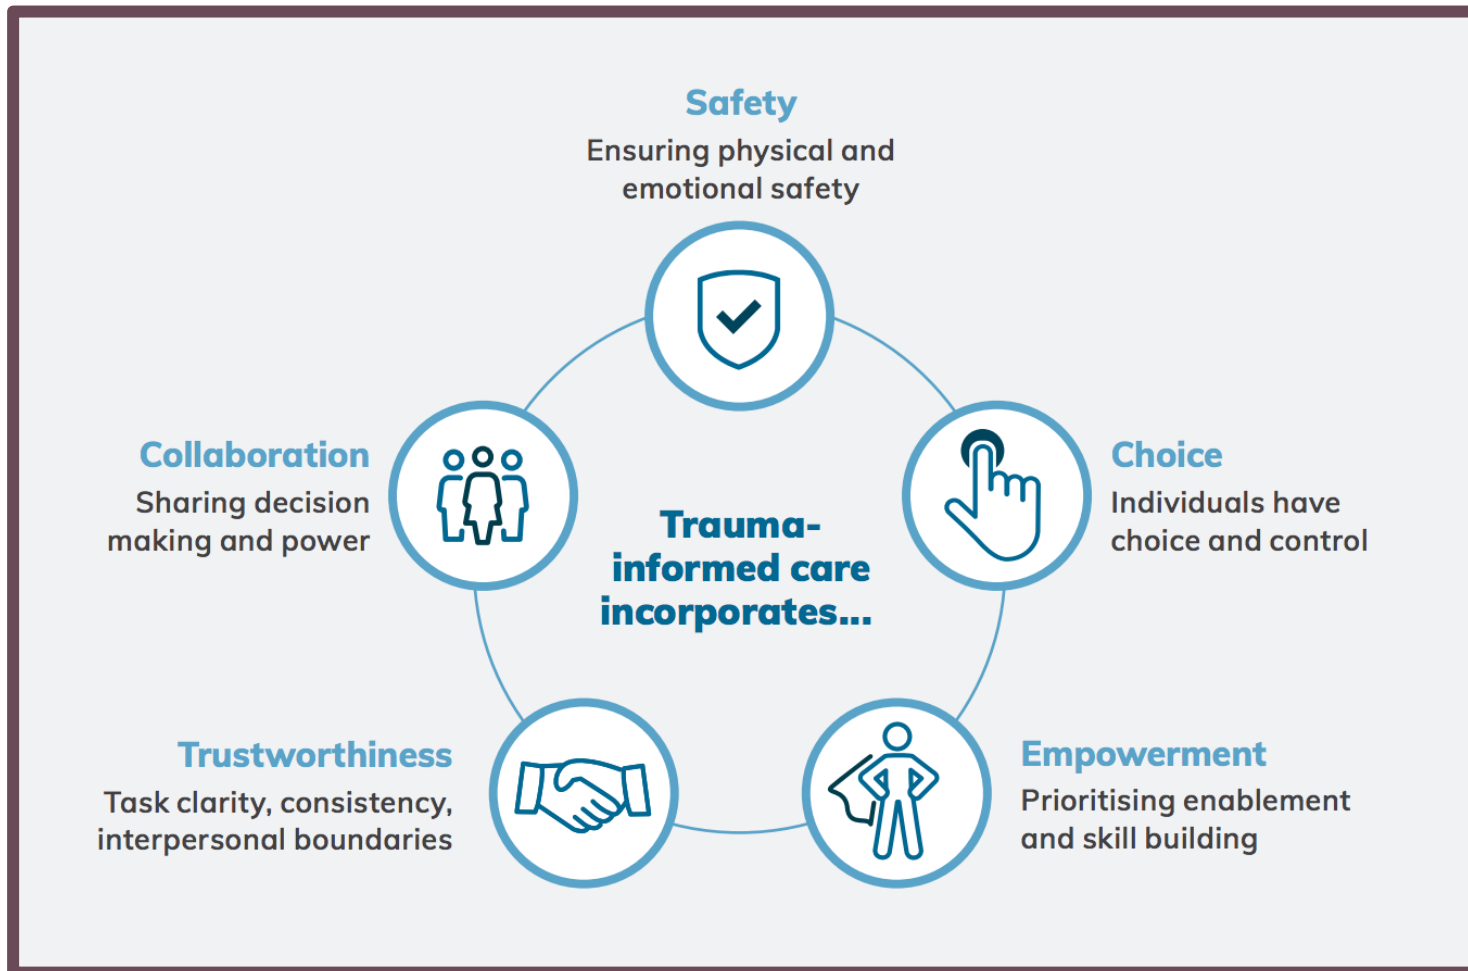 Safety
Ensuring physical and
emotional safety
Collaboration
Sharing decision
making and power
Trauma-
informed care
incorporates...
Choice
Individuals have
choice and control
Trustworthiness
Task clarity, consistency,
interpersonal boundaries
Empowerment
Prioritising enablement
and skill building